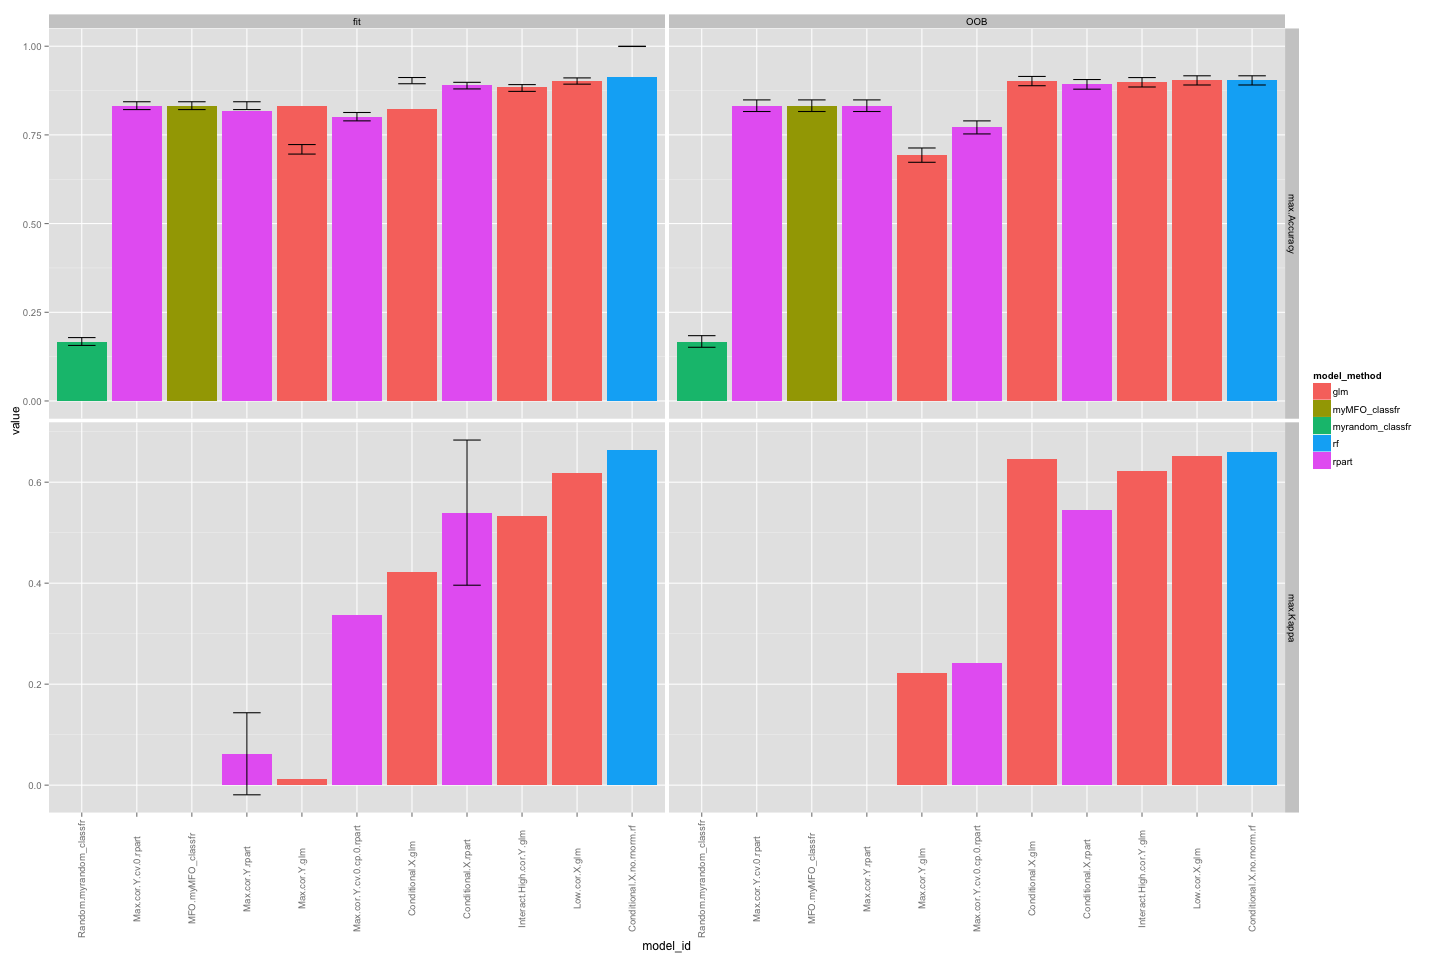 fit
OOB
1.00
0.75
0.50
0.25
0.00
max.Accuracy
value
0.6
0.4
0.2
0.0
max.Kappa
Random.myrandom_classfr
Max.cor.Y.cv.0.rpart
MFO.myMFO_classfr
Max.cor.Y.rpart
Max.cor.Y.glm
Max.cor.Y.cv.0.cp.0.rpart
Conditional.X.glm
Conditional.X.rpart
Interact.High.cor.Y.glm
Low.cor.X.glm
Conditional.X.no.rnorm.rf
Random.myrandom_classfr
Max.cor.Y.cv.0.rpart
MFO.myMFO_classfr
Max.cor.Y.rpart
Max.cor.Y.glm
Max.cor.Y.cv.0.cp.0.rpart
Conditional.X.glm
Conditional.X.rpart
Interact.High.cor.Y.glm
Low.cor.X.glm
Conditional.X.no.rnorm.rf
model_id
model_method
glm
myMFO_classfr
myrandom_classfr
rf
rpart